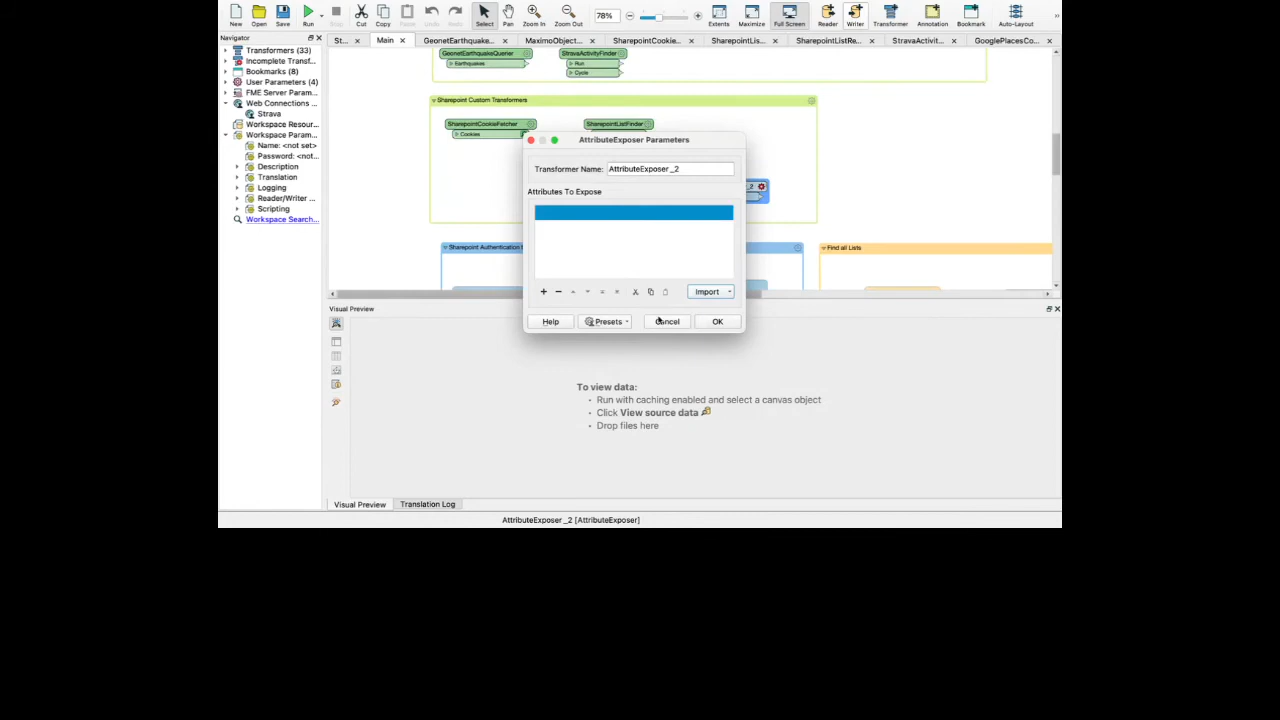 New Open Save Run Stop Cut Copy Paste Undo Redo Select Pan Zoom In Zoom Out 78% Extents Maximize Full Screen Reader Writer Transformer Annotation Bookmark Auto-Layout
Navigator
St... Main GeonetEarthquake... MaximoObject... SharepointCookie... SharepointLis... SharepointListRe... StravaActivit... GooglePlacesCo...
Transformers (33)
Incomplete Transf...
Bookmarks (8)
User Parameters (4)
FME Server Param...
Web Connections ...
Strava
Workspace Resour...
Workspace Param...
Name: <not set>
Password: <not...
Description
Translation
Logging
Reader/Writer ...
Scripting
Workspace Search...
GeonetEarthquakesQuerier
Earthquakes
StravaActivityFinder
Run
Cycle
Sharepoint Custom Transformers
SharepointCookieFetcher
Cookies
SharepointListFinder
_2
Sharepoint Authentication
Find all Lists
AttributeExposer Parameters
Transformer Name: AttributeExposer_2
Attributes To Expose
Import
Help Presets Cancel OK
Visual Preview
To view data:
• Run with caching enabled and select a canvas object
• Click View source data
• Drop files here
Visual Preview Translation Log
AttributeExposer_2 [AttributeExposer]